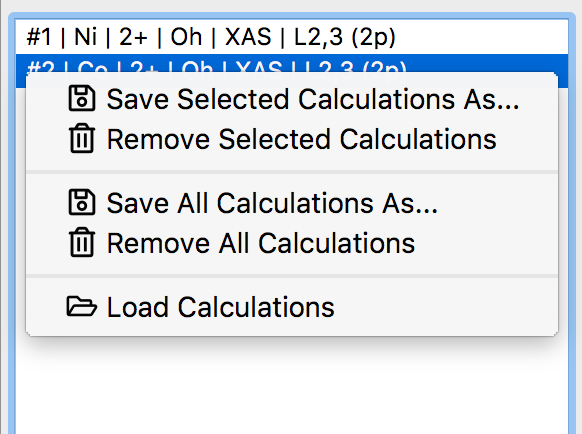 #1 | Ni | 2+ | Oh | XAS | L2,3 (2p)
#2 | Co | 2+ | Oh | XAS | L2,3 (2p)
Save Selected Calculations As...
Remove Selected Calculations
Save All Calculations As...
Remove All Calculations
Load Calculations